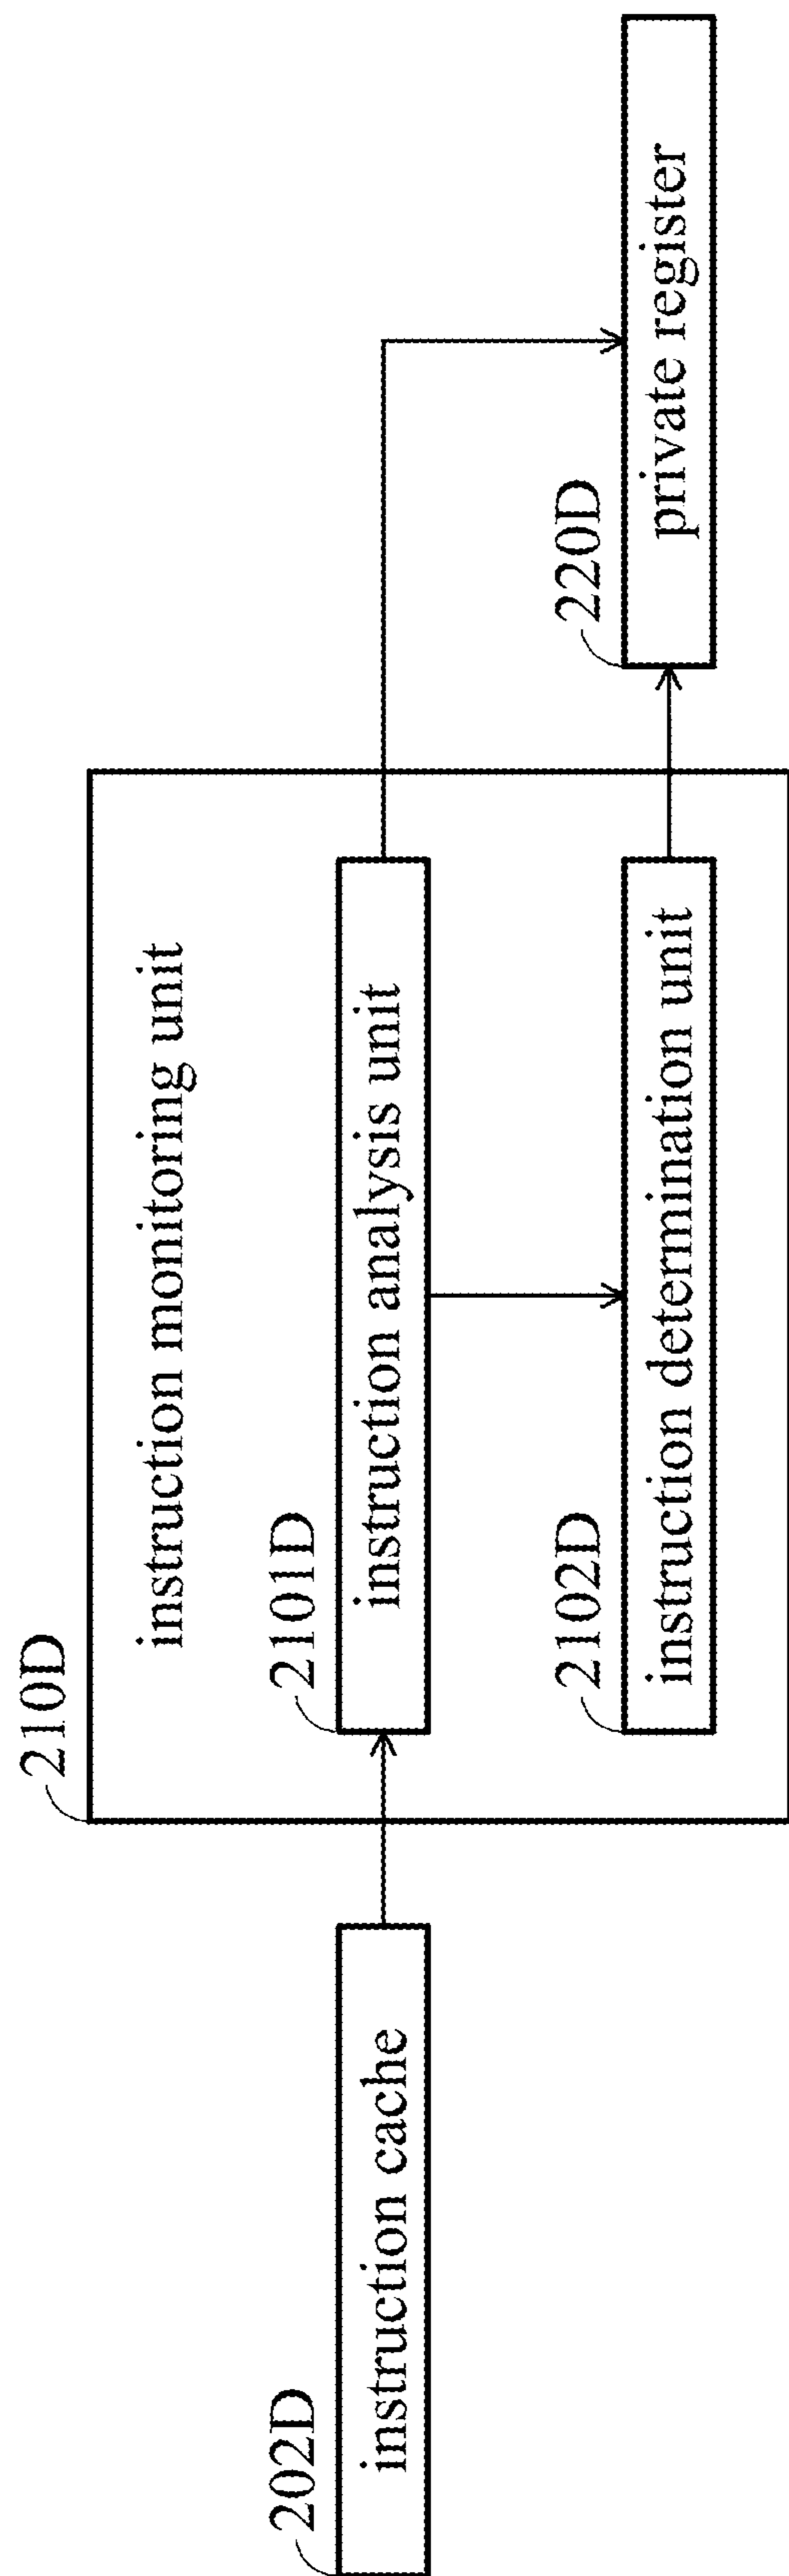 210D
instruction monitoring unit
202D
instruction cache
2101D
instruction analysis unit
2102D
instruction determination unit
220D
private register